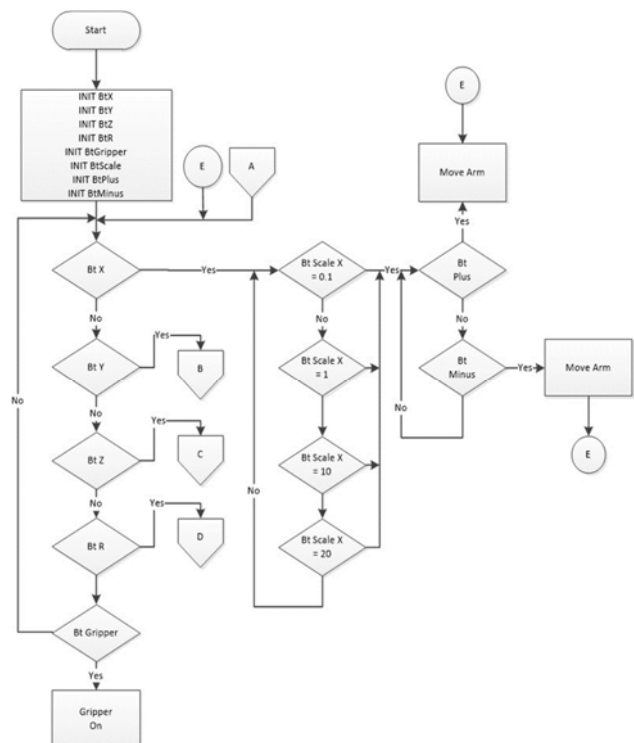 Start
INIT BtX
INIT BtY
INIT BtZ
INIT BtR
INIT BtGripper
INIT BtScale
INIT BtPlus
INIT BtMinus
E
A
E
Move Arm
Yes
Bt X
Yes
Bt Scale X
= 0.1
Yes
Bt
Plus
No
No
No
Bt Y
Yes
B
Bt Scale X
= 1
Bt
Minus
Yes
Move Arm
No
No
No
Bt Z
Yes
C
Bt Scale X
= 10
E
No
No
Bt R
Yes
D
Bt Scale X
= 20
Bt Gripper
Yes
Gripper
On